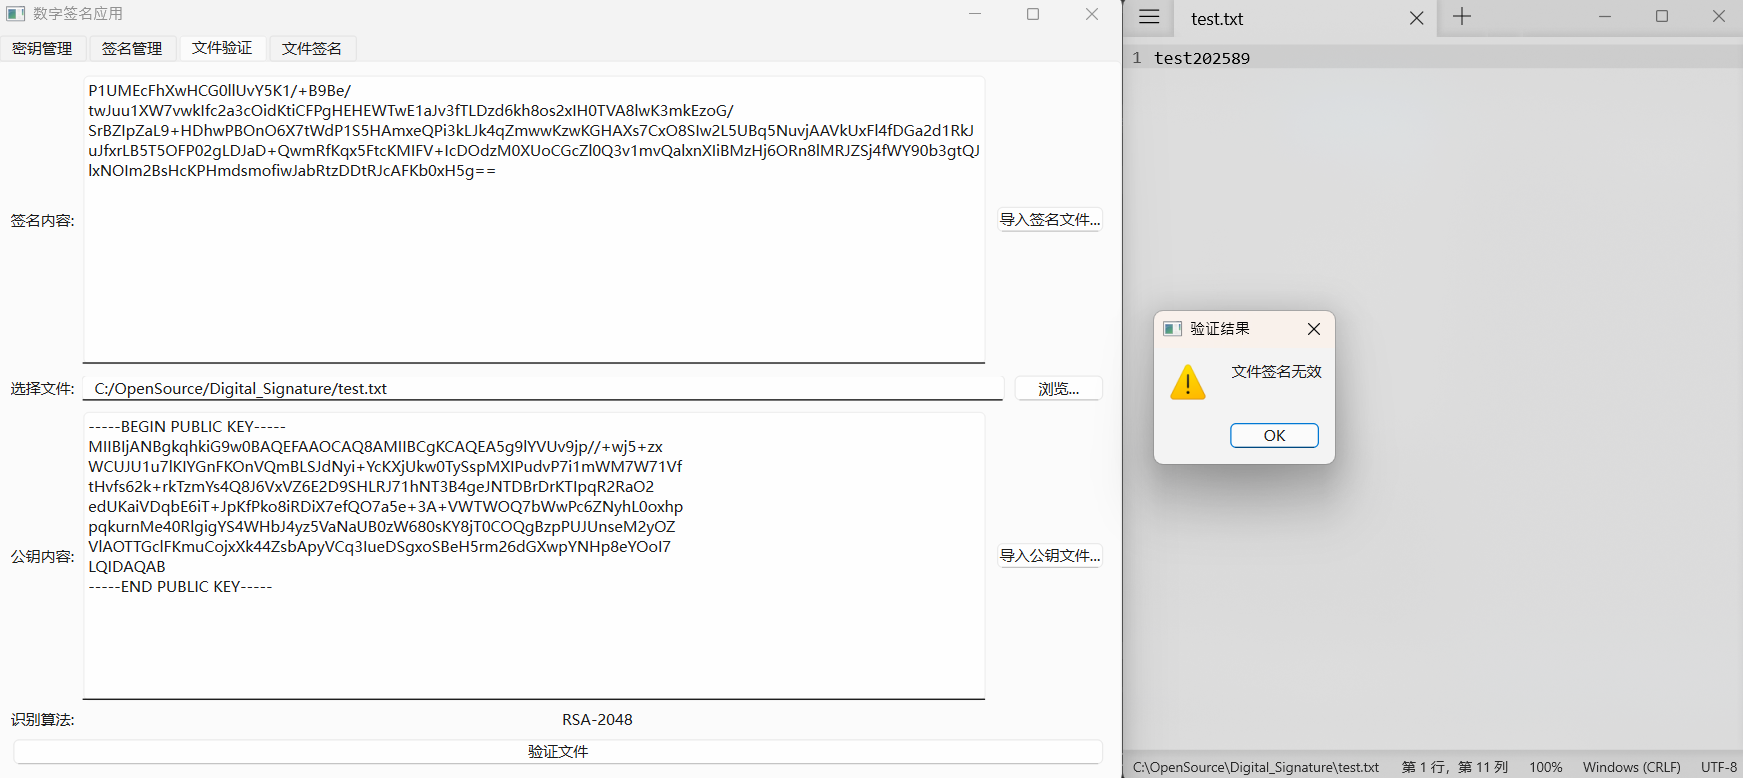 数字签名应用
密钥管理 签名管理 文件验证 文件签名
签名内容:
P1UMEcFhXwHCG0llUvY5K1/+B9Be/
twJuu1XW7vwkIfc2a3cOidKtiCFPgHEHEWTwE1aJv3fTLDzd6kh8os2xIH0TVA8lwK3mkEzoG/
SrBZIpZaL9+HDhwPBOnO6X7tWdP1S5HAmxeQPi3kLJk4qZmwwKzwKGHAXs7CxO8SIw2L5UBq5NuvjAAVkUxFl4fDGa2d1RkJ
uJfxrLB5T5OFP02gLDJaD+QwmRfKqx5FtcKMIFV+IcDOdzM0XUoCGcZl0Q3v1mvQalxnXIiBMzHj6ORn8lMRJZSj4fWY90b3gtQJ
lxNOIm2BsHcKPHmdsmofiwJabRtzDDtRJcAFKb0xH5g==
导入签名文件...
选择文件: C:/OpenSource/Digital_Signature/test.txt 浏览...
公钥内容:
-----BEGIN PUBLIC KEY-----
MIIBIjANBgkqhkiG9w0BAQEFAAOCAQ8AMIIBCgKCAQEA5g9lYVUv9jp//+wj5+zx
WCUJU1u7lKIYGnFKOnVQmBLSJdNyi+YcKXjUkw0TySspMXIPudvP7i1mWM7W71Vf
tHvfs62k+rkTzmYs4Q8J6VxVZ6E2D9SHLRJ71hNT3B4geJNTDBrDrKTIpqR2RaO2
edUKaiVDqbE6iT+JpKfPko8iRDiX7efQO7a5e+3A+VWTWOQ7bWwPc6ZNyhL0oxhp
pqkurnMe40RlgigYS4WHbJ4yz5VaNaUB0zW680sKY8jT0COQgBzpPUJUnseM2yOZ
VlAOTTGclFKmuCojxXk44ZsbApyVCq3IueDSgxoSBeH5rm26dGXwpYNHp8eYOoI7
LQIDAQAB
-----END PUBLIC KEY-----
导入公钥文件...
识别算法: RSA-2048
验证文件
test.txt
1 test202589
验证结果
文件签名无效
OK
C:\OpenSource\Digital_Signature\test.txt 第 1 行，第 11 列 100% Windows (CRLF) UTF-8